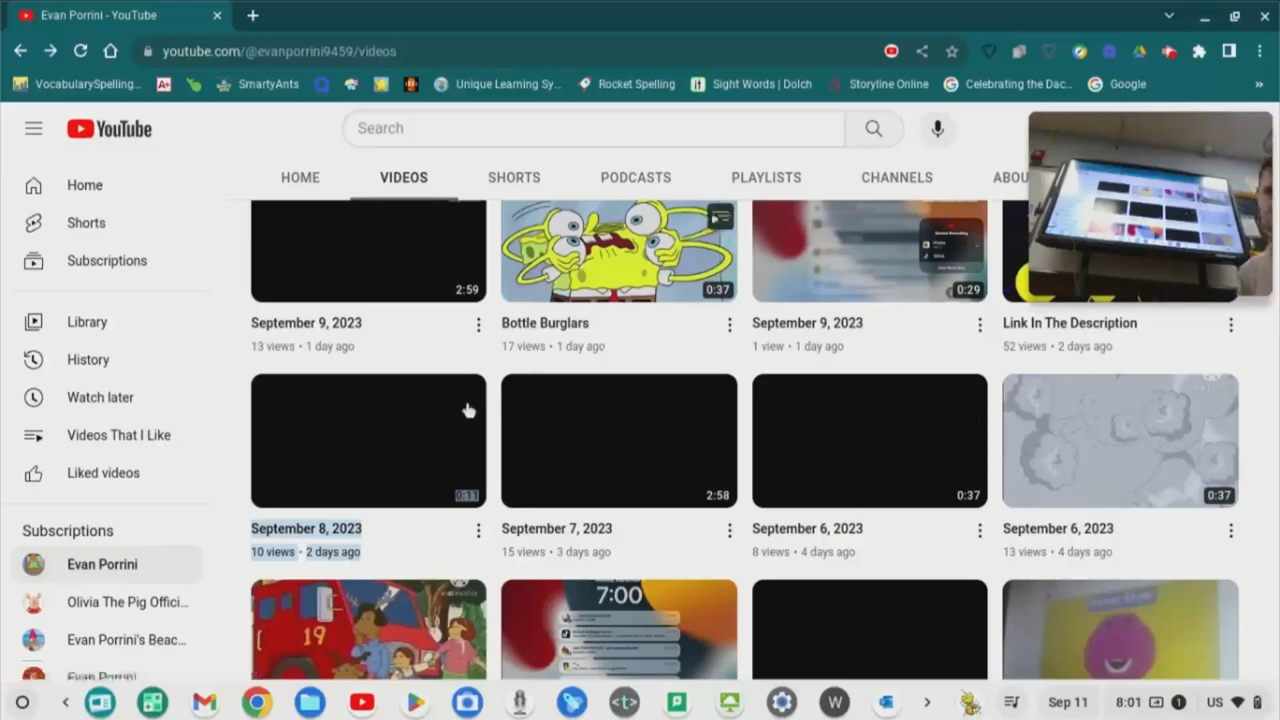 Evan Porrini - YouTube
youtube.com/@evanporrini9459/videos
VocabularySpelling...
A+
SmartyAnts
Unique Learning Sy...
Rocket Spelling
Sight Words | Dolch
Storyline Online
Celebrating the Dac...
Google
»
YouTube
Search
HOME
VIDEOS
SHORTS
PODCASTS
PLAYLISTS
CHANNELS
ABOU
Home
Shorts
Subscriptions
Library
History
Watch later
Videos That I Like
Liked videos
Subscriptions
Evan Porrini
Olivia The Pig Offici...
Evan Porrini's Beac...
Evan Porrini
2:59
0:37
0:29
September 9, 2023
13 views • 1 day ago
Bottle Burglars
17 views • 1 day ago
September 9, 2023
1 view • 1 day ago
Link In The Description
52 views • 2 days ago
0:11
2:58
0:37
0:37
September 8, 2023
10 views • 2 days ago
September 7, 2023
15 views • 3 days ago
September 6, 2023
8 views • 4 days ago
September 6, 2023
13 views • 4 days ago
19
7:00
Sep 11
8:01
1
US